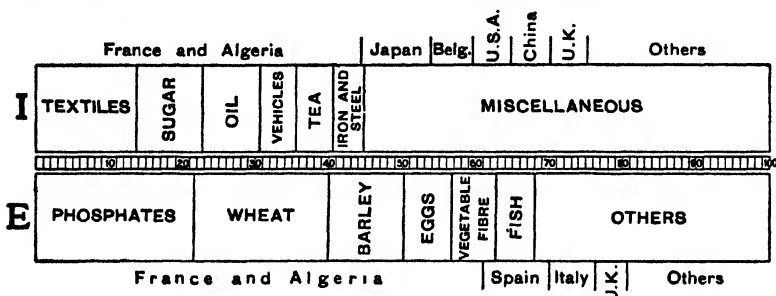 France and Algeria Japan Belg. U.S.A. China U.K. Others
I TEXTILES SUGAR OIL VEHICLES TEA IRON AND STEEL MISCELLANEOUS
10 20 30 40 50 60 70 80 90 100
E PHOSPHATES WHEAT BARLEY EGGS VEGETABLE FIBRE FISH OTHERS
France and Algeria Spain Italy U.K. Others